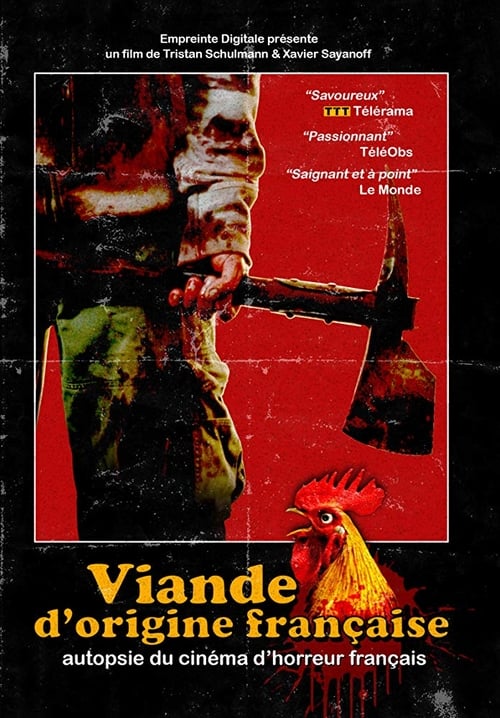 Empreinte Digitale présente
un film de Tristan Schulmann & Xavier Sayanoff
“Savoureux”
TTT Télérama
“Passionnant”
TéléObs
“Saignant et à point”
Le Monde
Viande
d’origine française
autopsie du cinéma d’horreur français